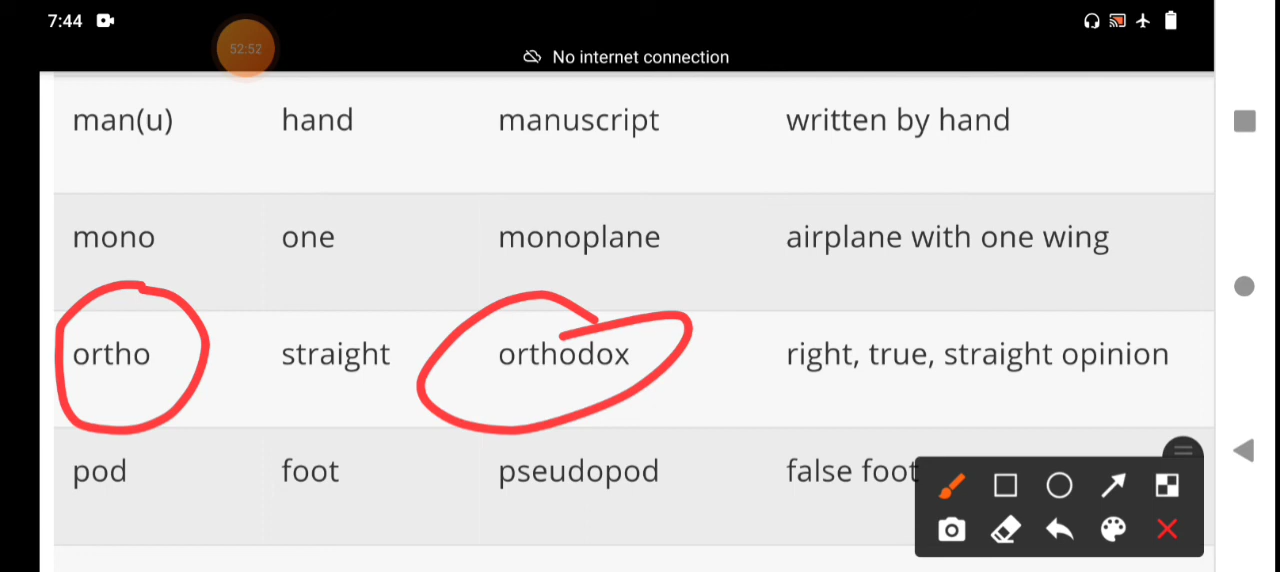 7:44
52:52
No internet connection
man(u) hand manuscript written by hand
mono one monoplane airplane with one wing
ortho straight orthodox right, true, straight opinion
pod foot pseudopod false foot